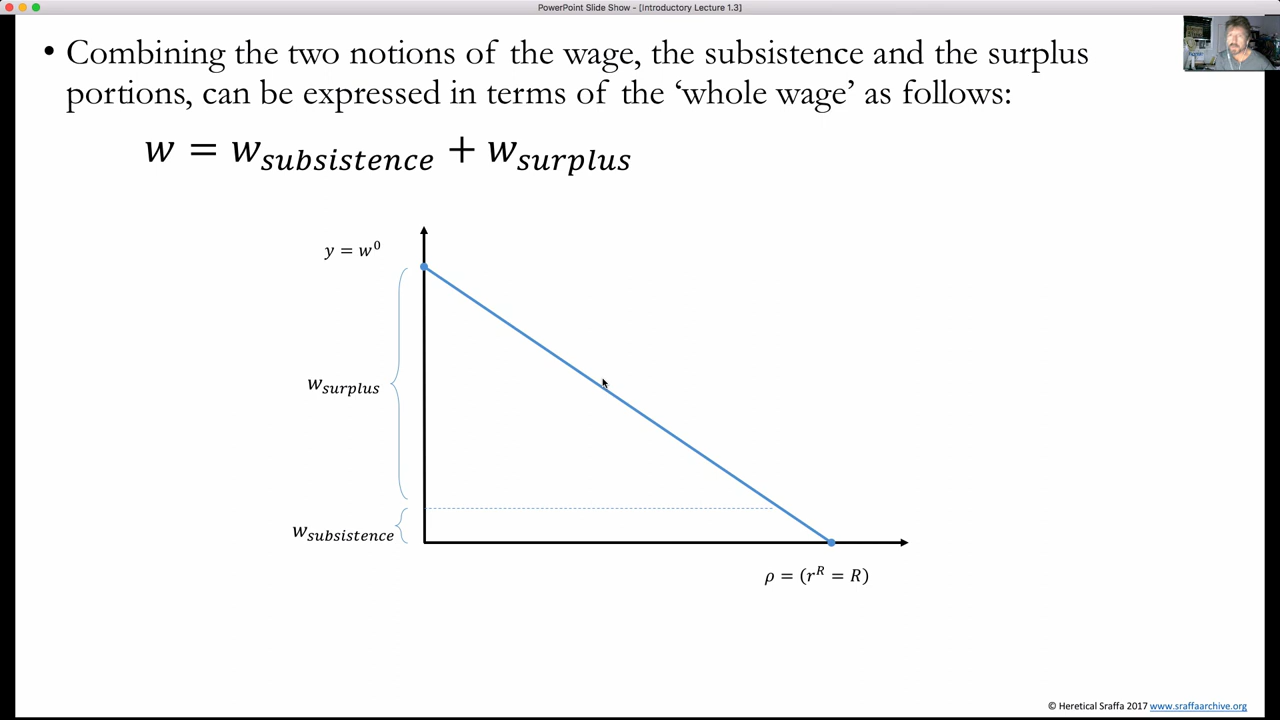 PowerPoint Slide Show - [Introductory Lecture 1.3]
• Combining the two notions of the wage, the subsistence and the surplus
portions, can be expressed in terms of the ‘whole wage’ as follows:
w = w_subsistence + w_surplus
y = w⁰
w_surplus
w_subsistence
ρ = (r^R = R)
© Heretical Sraffa 2017 www.sraffaarchive.org